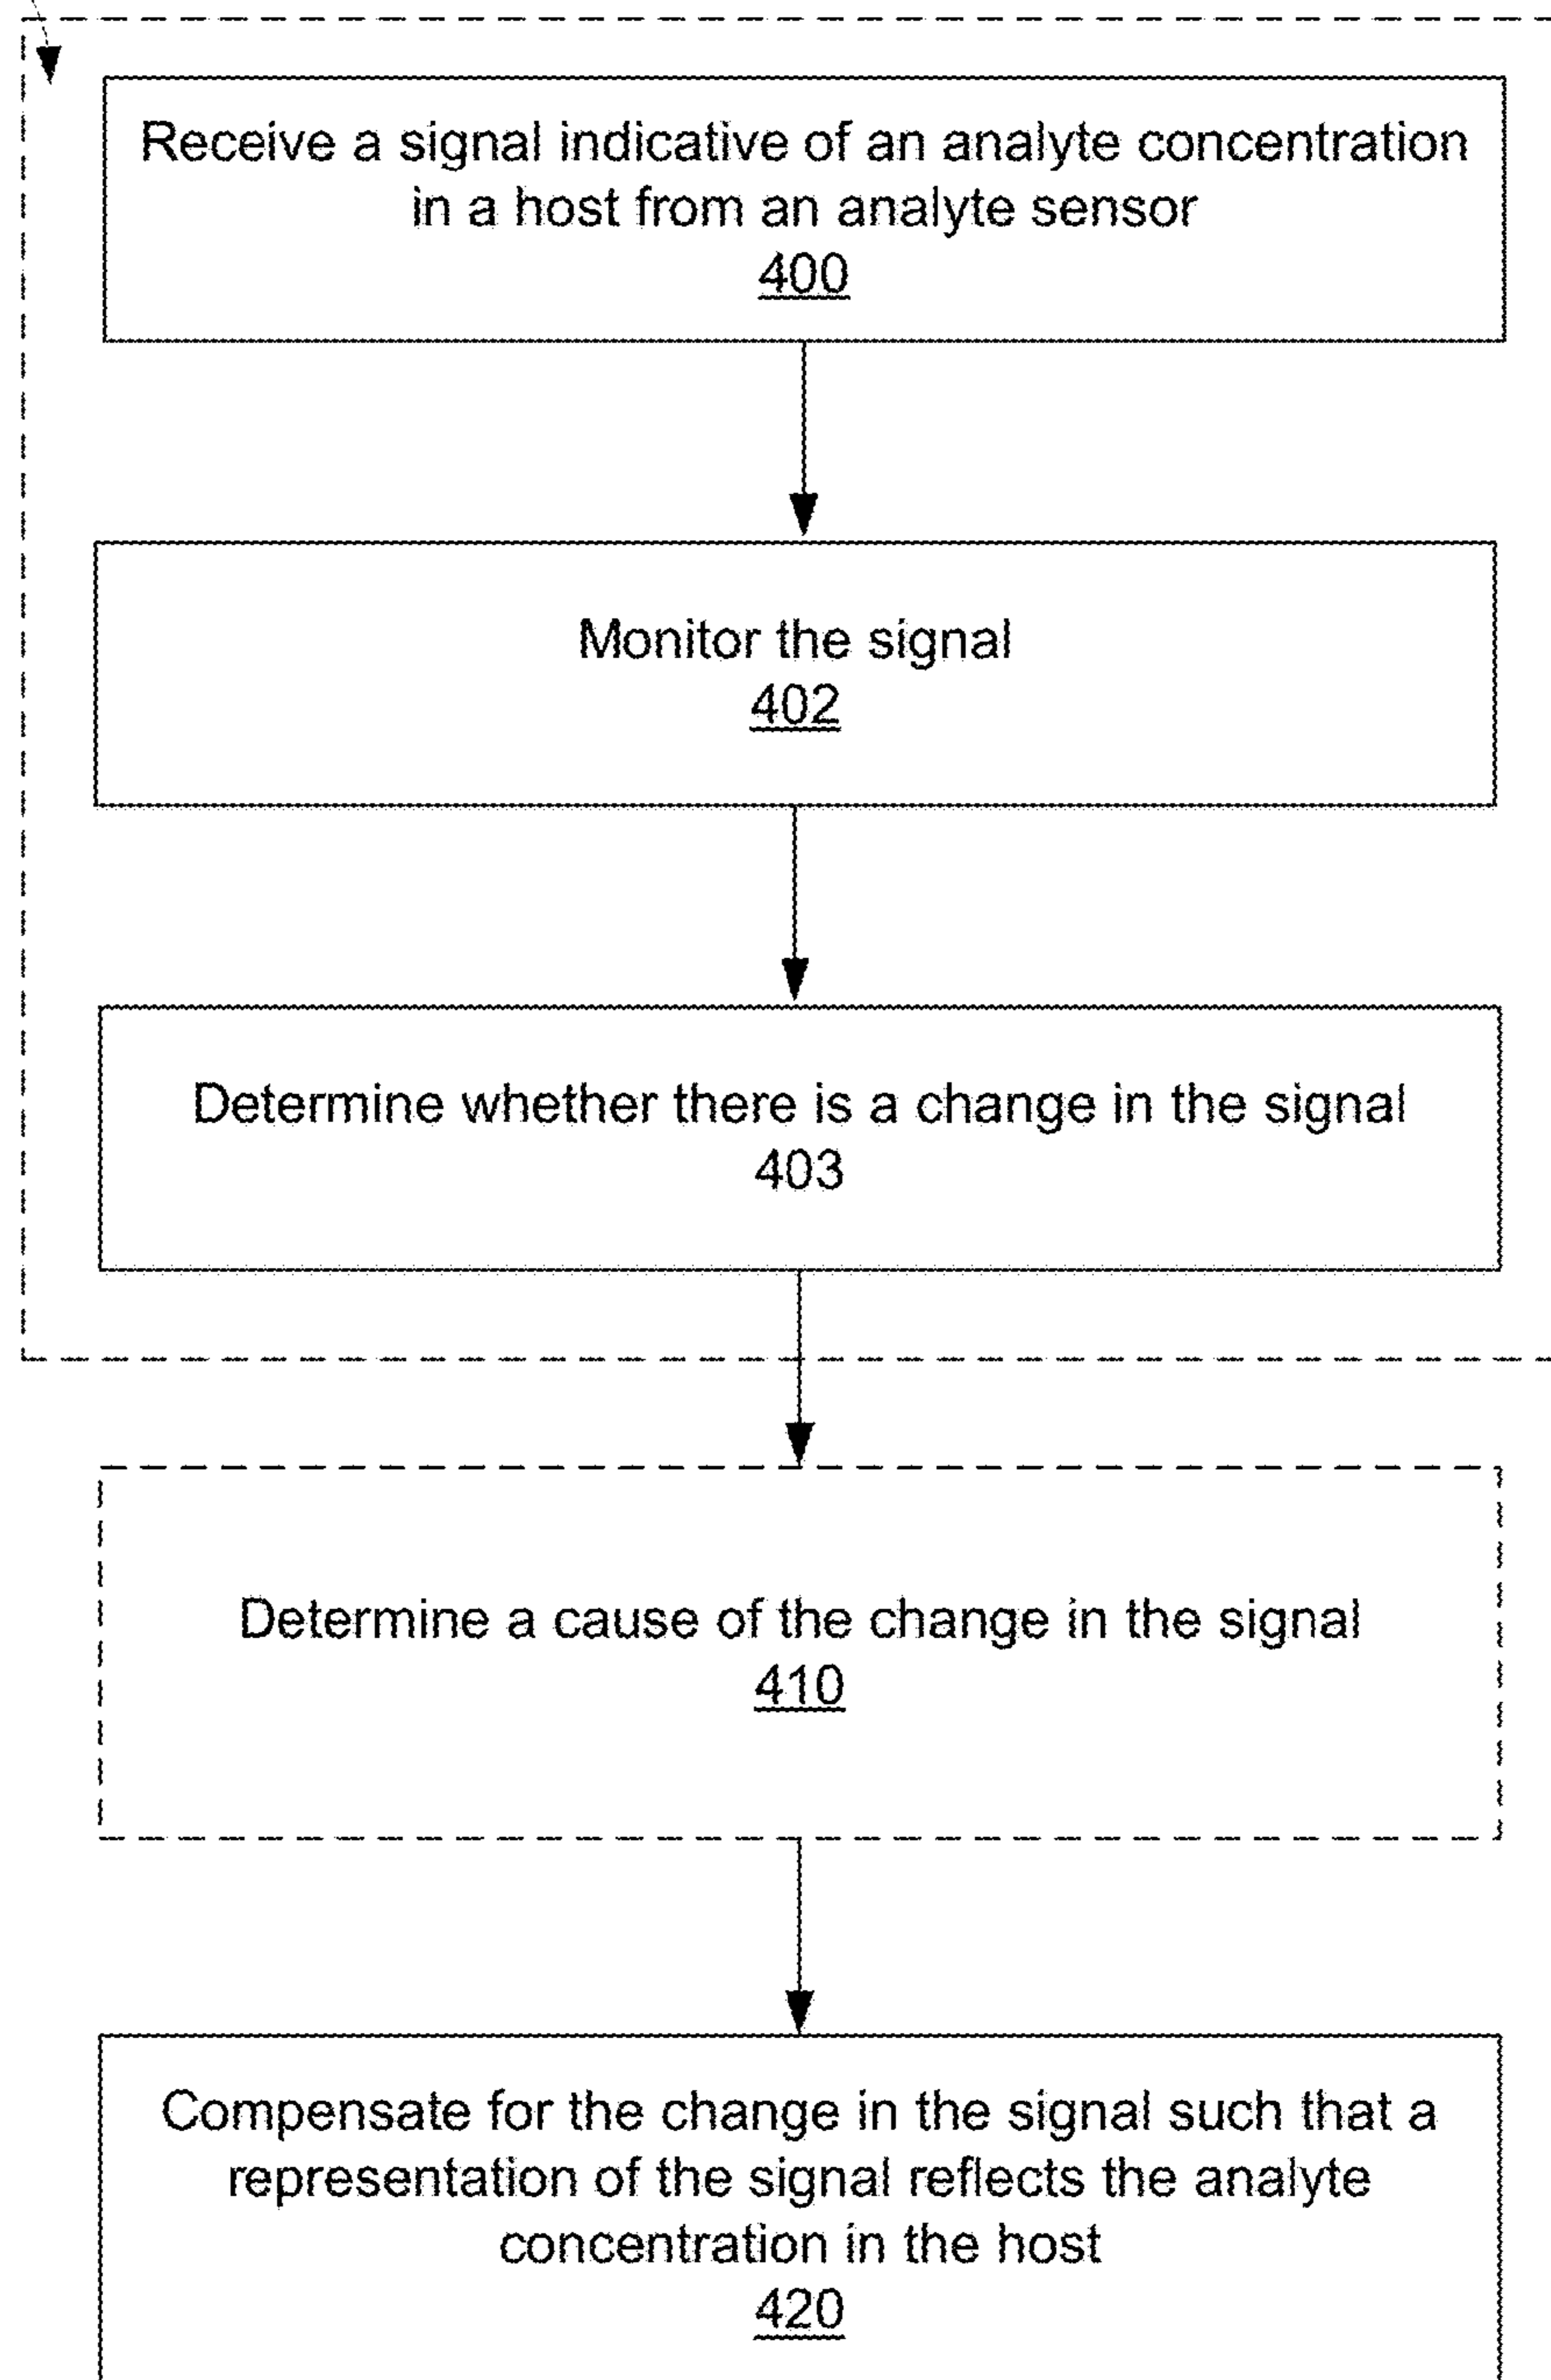 Receive a signal indicative of an analyte concentration
in a host from an analyte sensor
400
Monitor the signal
402
Determine whether there is a change in the signal
403
Determine a cause of the change in the signal
410
Compensate for the change in the signal such that a
representation of the signal reflects the analyte
concentration in the host
420